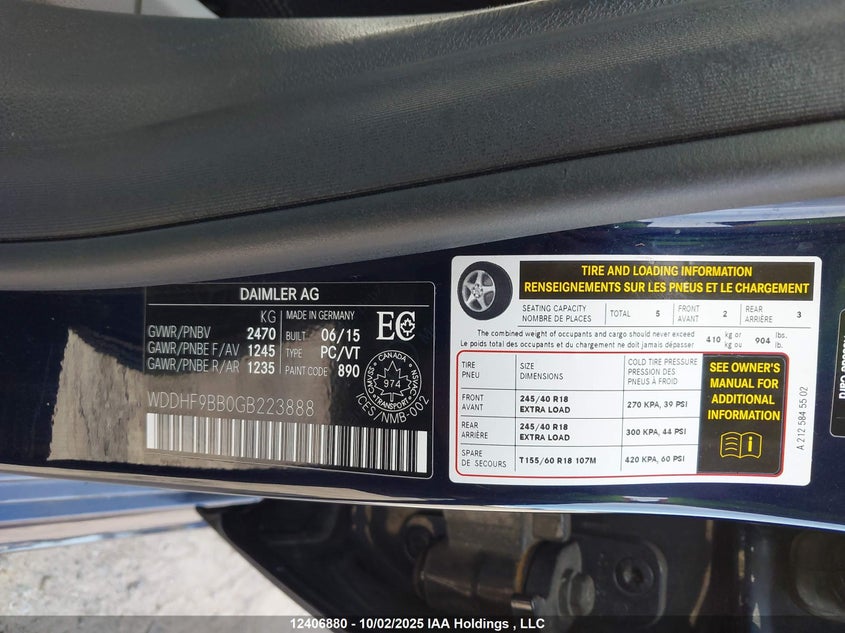 DAIMLER AG
KG
GVWR/PNBV 2470
GAWR/PNBE F/AV 1245
GAWR/PNBE R/AR 1235
MADE IN GERMANY
BUILT 06/15
TYPE PC/VT
PAINT CODE 890
EC
CANADA
974
SVM/NSAC
ICES/NMB-002
WDDHF9BB0GB223888
TIRE AND LOADING INFORMATION
RENSEIGNEMENTS SUR LES PNEUS ET LE CHARGEMENT
SEATING CAPACITY TOTAL 5 FRONT 2 REAR 3
NOMBRE DE PLACES AVANT ARRIÈRE
The combined weight of occupants and cargo should never exceed 410 kg or 904 lbs.
Le poids total des occupants et du chargement ne doit jamais dépasser kg ou lb.
TIRE SIZE COLD TIRE PRESSURE
PNEU DIMENSIONS PRESSION DES
PNEUS À FROID
FRONT 245/40 R18 270 KPA, 39 PSI
AVANT EXTRA LOAD
REAR 245/40 R18 300 KPA, 44 PSI
ARRIÈRE EXTRA LOAD
SPARE T155/60 R18 107M 420 KPA, 60 PSI
DE SECOURS
SEE OWNER'S
MANUAL FOR
ADDITIONAL
INFORMATION
A 212 584 55 02
12406880 - 10/02/2025 IAA Holdings , LLC